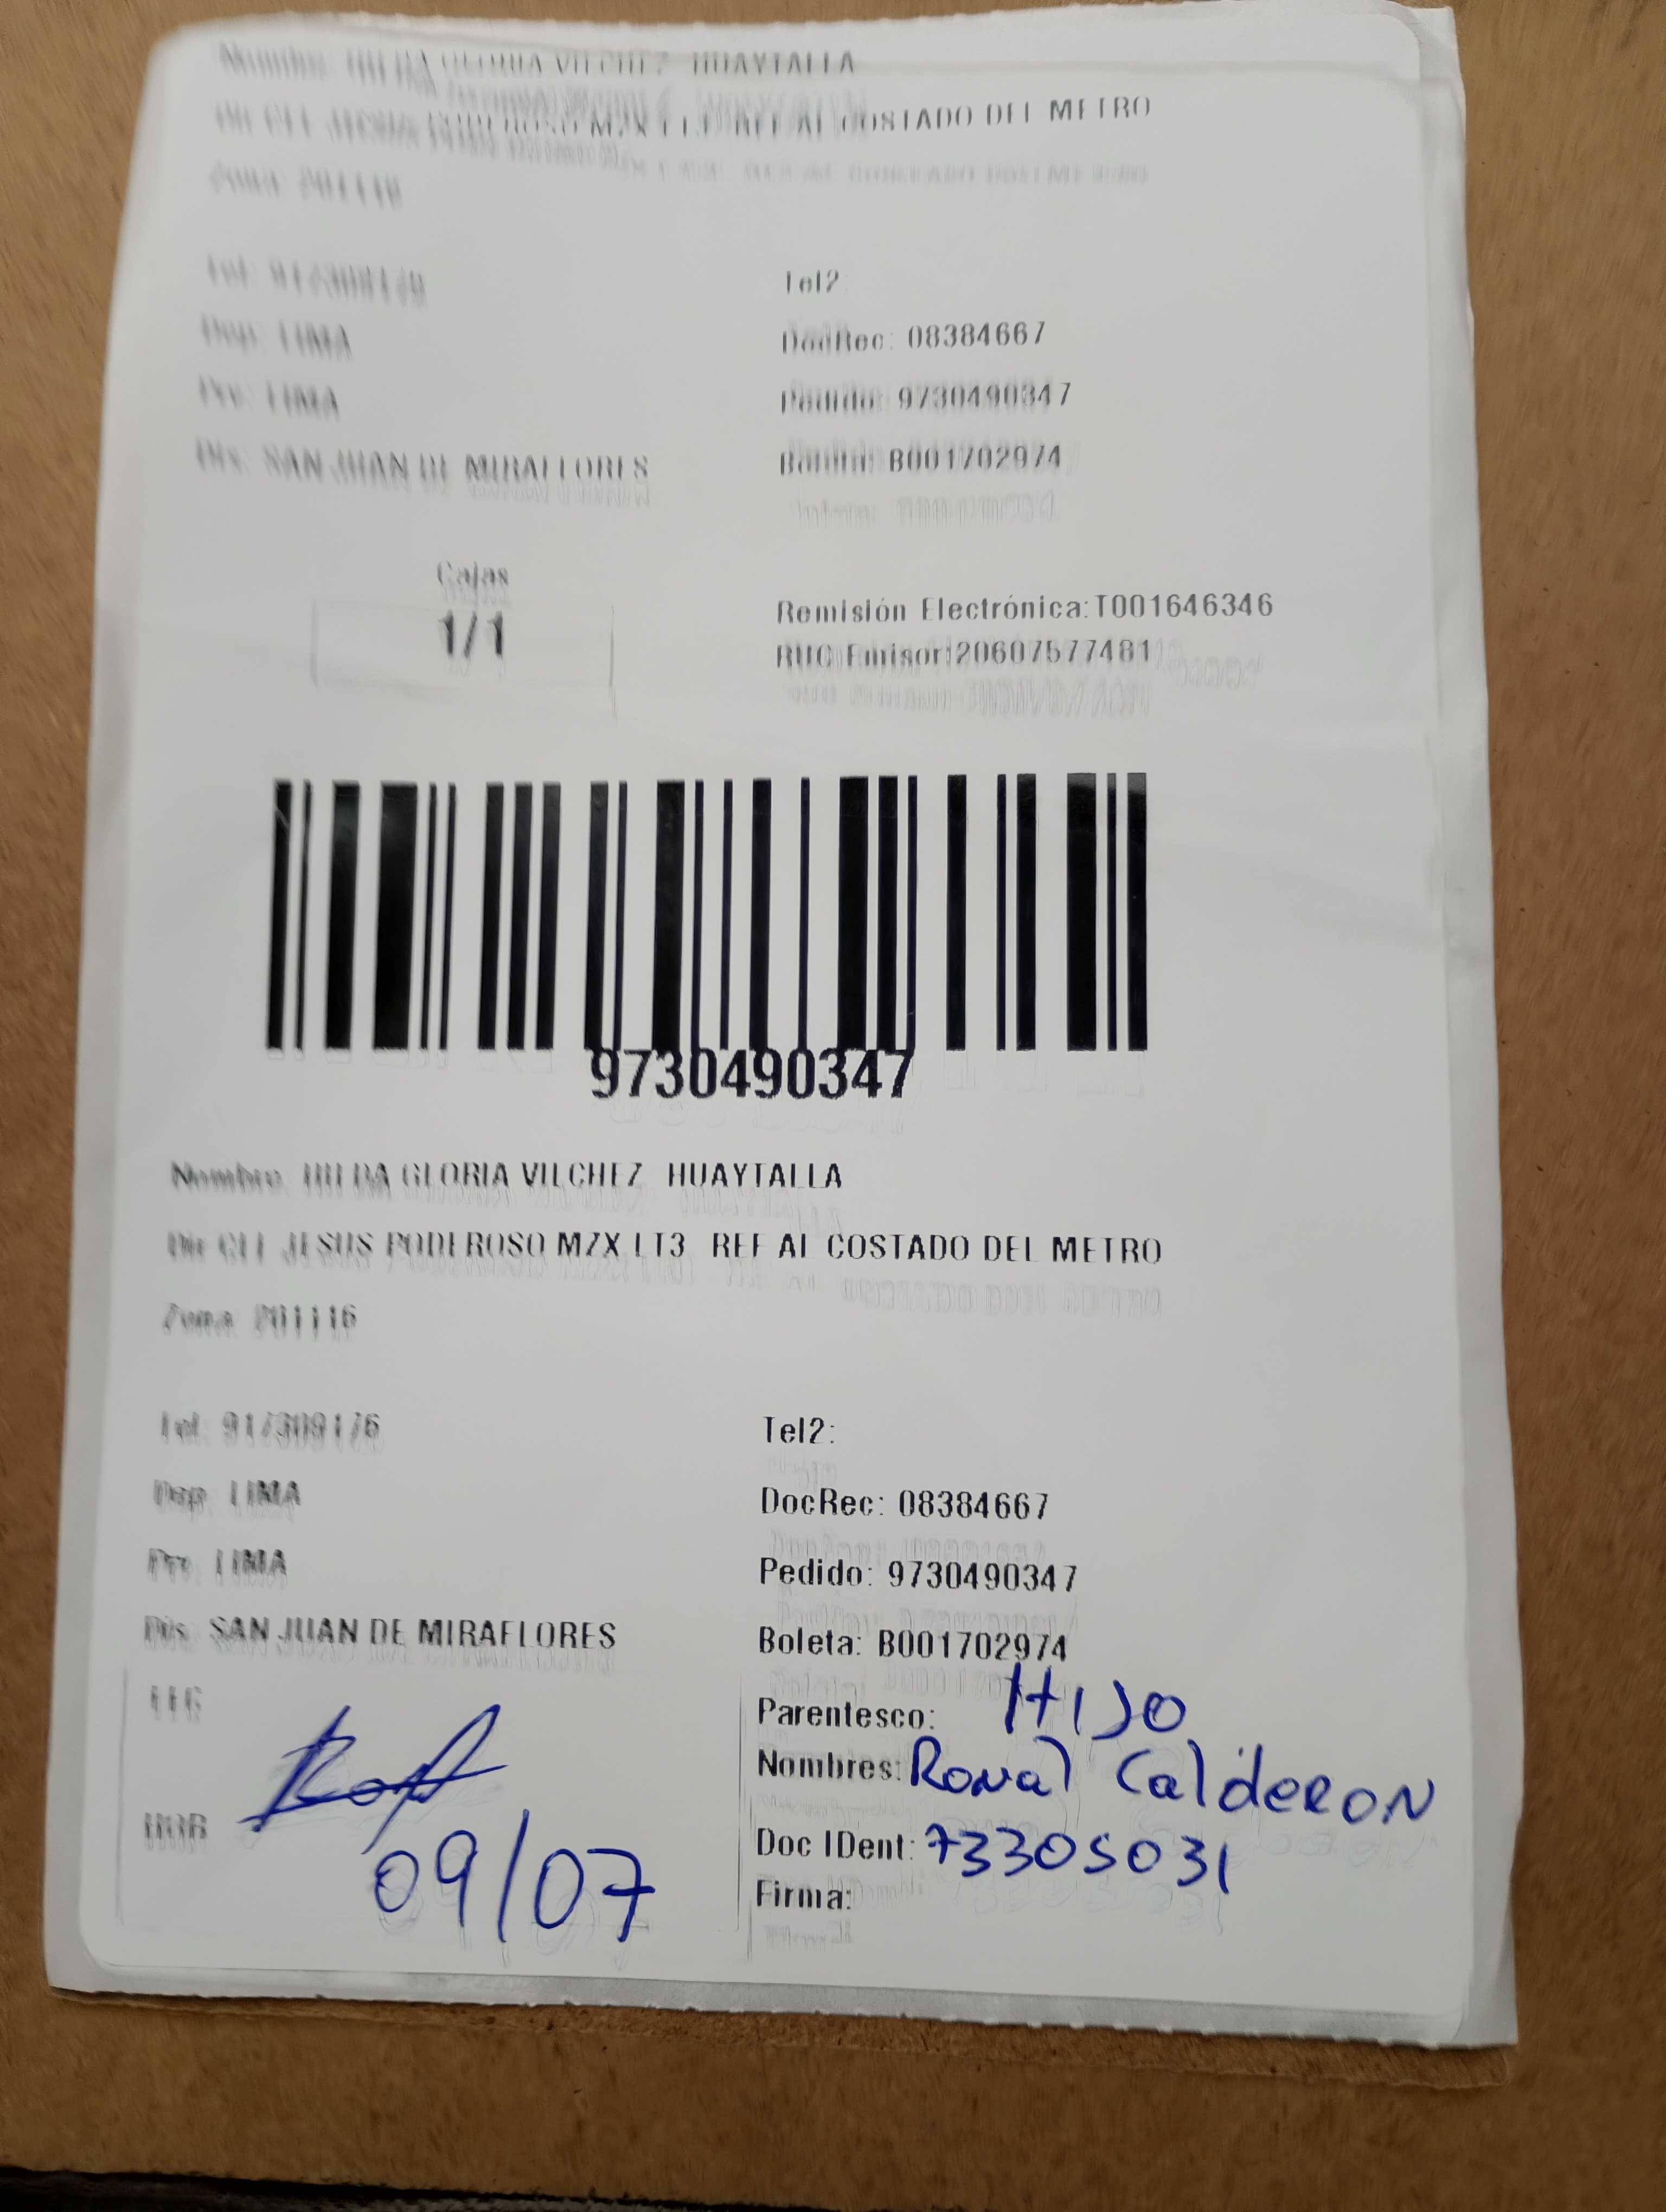 Nombre: HILDA GLORIA VILCHEZ HUAYTALLA
Dir CLL JESUS PODEROSO MZX LT3 REF AL COSTADO DEL METRO
Zona: 201116
Tel: Tel2:
Dep: LIMA DocRec: 08384667
Prv: LIMA Pedido: 9730490347
Dis: SAN JUAN DE MIRAFLORES Boleta: B001702974
Cajas
1/1
Remisión Electrónica:T001646346
RUC Emisor:20607577481
9730490347
Nombre: HILDA GLORIA VILCHEZ HUAYTALLA
Dir CLL JESUS PODEROSO MZX LT3 REF AL COSTADO DEL METRO
Zona: 201116
Tel: 917309176 Tel2:
Dep: LIMA DocRec: 08384667
Prv: LIMA Pedido: 9730490347
Dis: SAN JUAN DE MIRAFLORES Boleta: B001702974
Parentesco: HIJO
Nombres: Ronal Calderon
Doc IDent: 73305031
09/07
Firma: